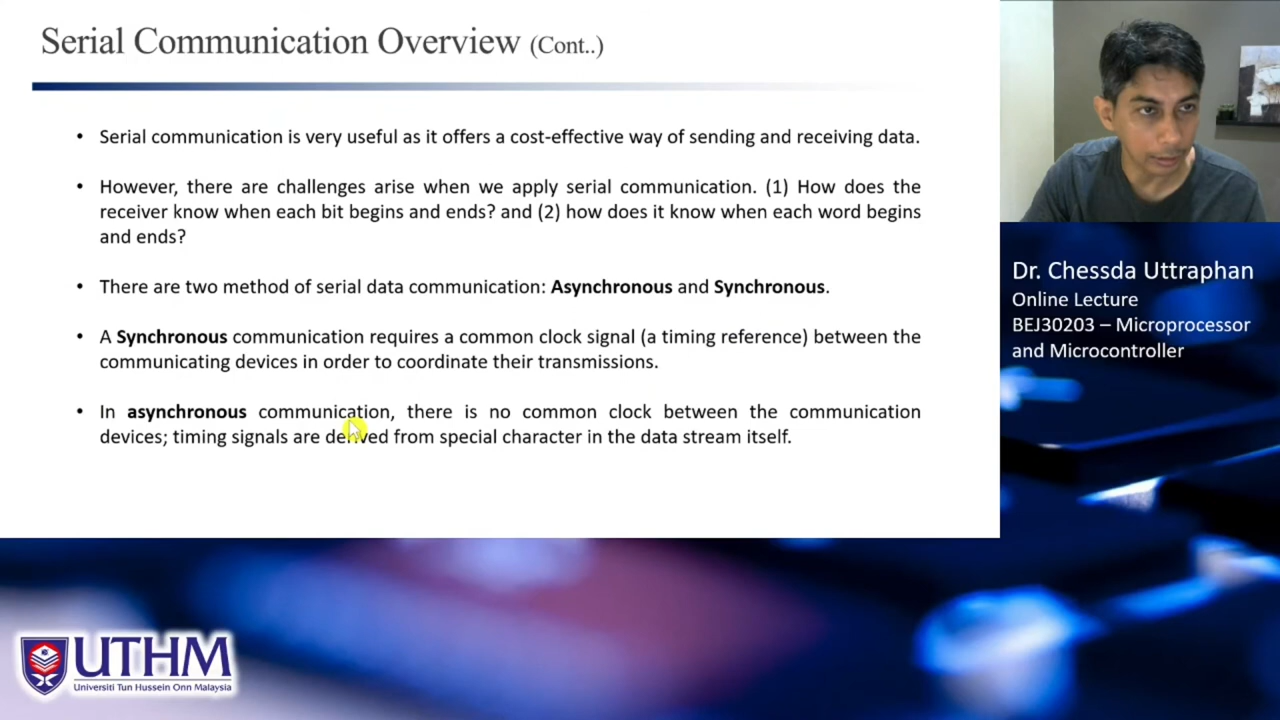 Serial Communication Overview (Cont..)
• Serial communication is very useful as it offers a cost-effective way of sending and receiving data.
• However, there are challenges arise when we apply serial communication. (1) How does the
receiver know when each bit begins and ends? and (2) how does it know when each word begins
and ends?
• There are two method of serial data communication: Asynchronous and Synchronous.
• A Synchronous communication requires a common clock signal (a timing reference) between the
communicating devices in order to coordinate their transmissions.
• In asynchronous communication, there is no common clock between the communication
devices; timing signals are derived from special character in the data stream itself.
Dr. Chessda Uttraphan
Online Lecture
BEJ30203 – Microprocessor
and Microcontroller
UTHM
Universiti Tun Hussein Onn Malaysia